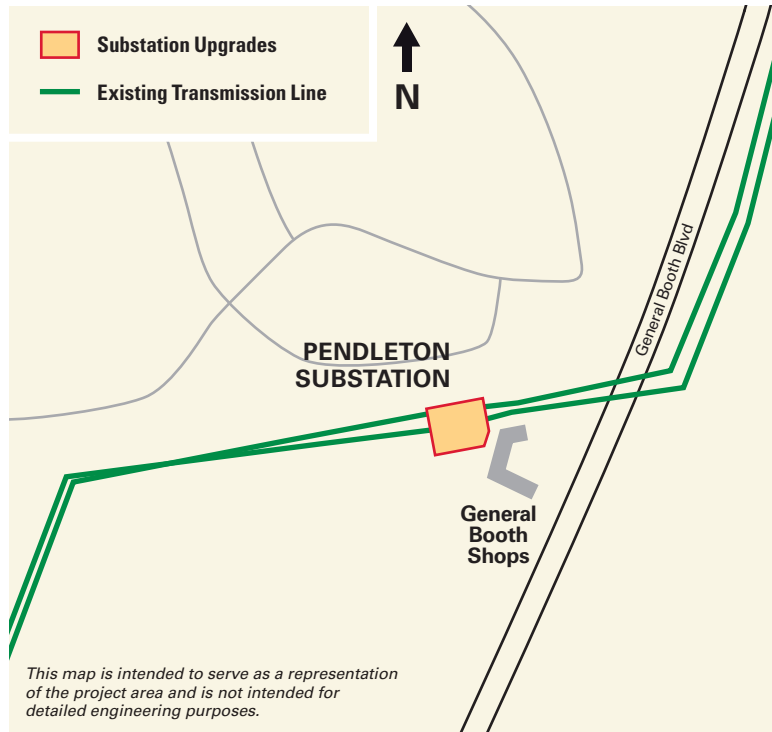 Substation Upgrades
Existing Transmission Line
N
General Booth Blvd
PENDLETON
SUBSTATION
General
Booth
Shops
This map is intended to serve as a representation
of the project area and is not intended for
detailed engineering purposes.